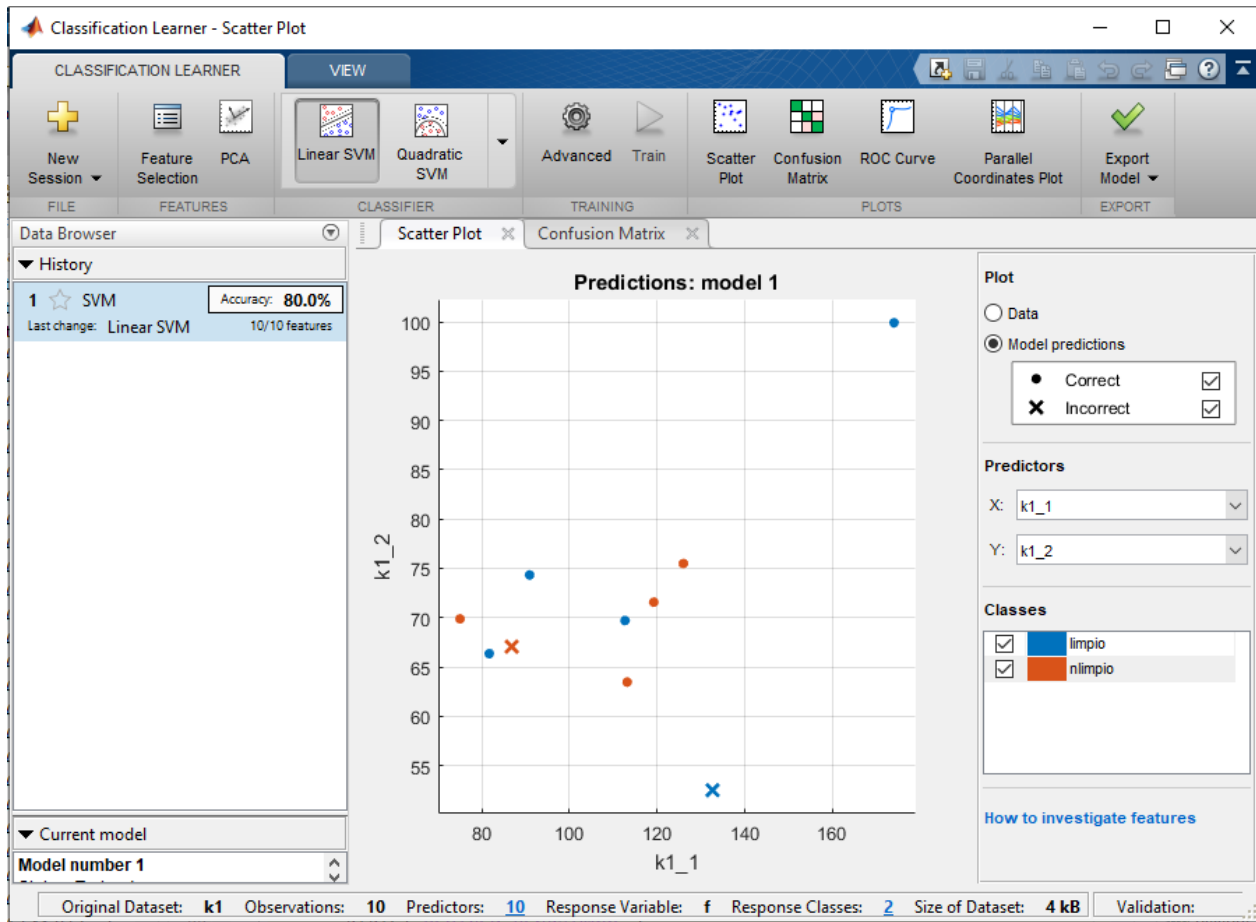 Classification Learner - Scatter Plot
CLASSIFICATION LEARNER VIEW
New Session
Feature Selection
PCA
Linear SVM
Quadratic SVM
Advanced
Train
Scatter Plot
Confusion Matrix
ROC Curve
Parallel Coordinates Plot
Export Model
FILE FEATURES CLASSIFIER TRAINING PLOTS EXPORT
Data Browser
History
1 SVM Accuracy: 80.0%
Last change: Linear SVM 10/10 features
Current model
Model number 1
Scatter Plot Confusion Matrix
Predictions: model 1
100
95
90
85
80
75
70
65
60
55
k1_2
80 100 120 140 160
k1_1
Plot
Data
Model predictions
Correct
Incorrect
Predictors
X: k1_1
Y: k1_2
Classes
limpio
nlimpio
How to investigate features
Original Dataset: k1 Observations: 10 Predictors: 10 Response Variable: f Response Classes: 2 Size of Dataset: 4 kB Validation: